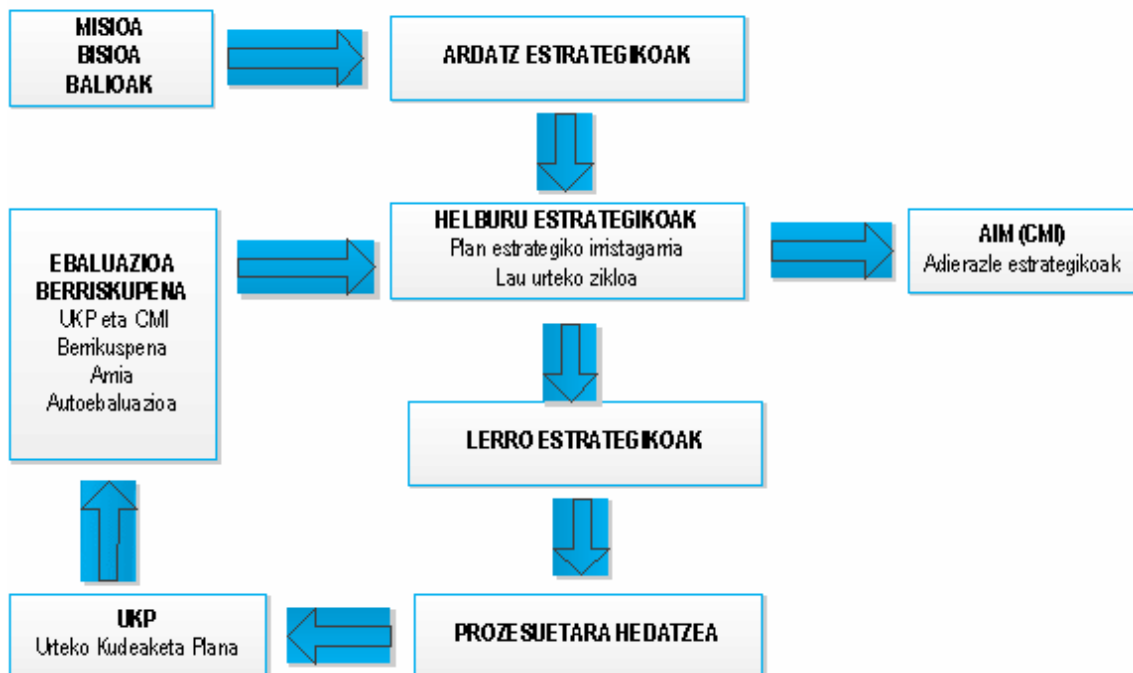 MISIOA
BISIOA
BALIOAK
ARDATZ ESTRATEGIKOAK
HELBURU ESTRATEGIKOAK
Plan estrategiko irristagarria
Lau urteko zikloa
AIM (CMI)
Adierazle estrategikoak
EBALUAZIOA
BERRISKUPENA
UKP eta CMI
Berrikuspena
Arnia
Autoebaluazioa
LERRO ESTRATEGIKOAK
PROZESUETARA HEDATZEA
UKP
Urteko Kudeaketa Plana